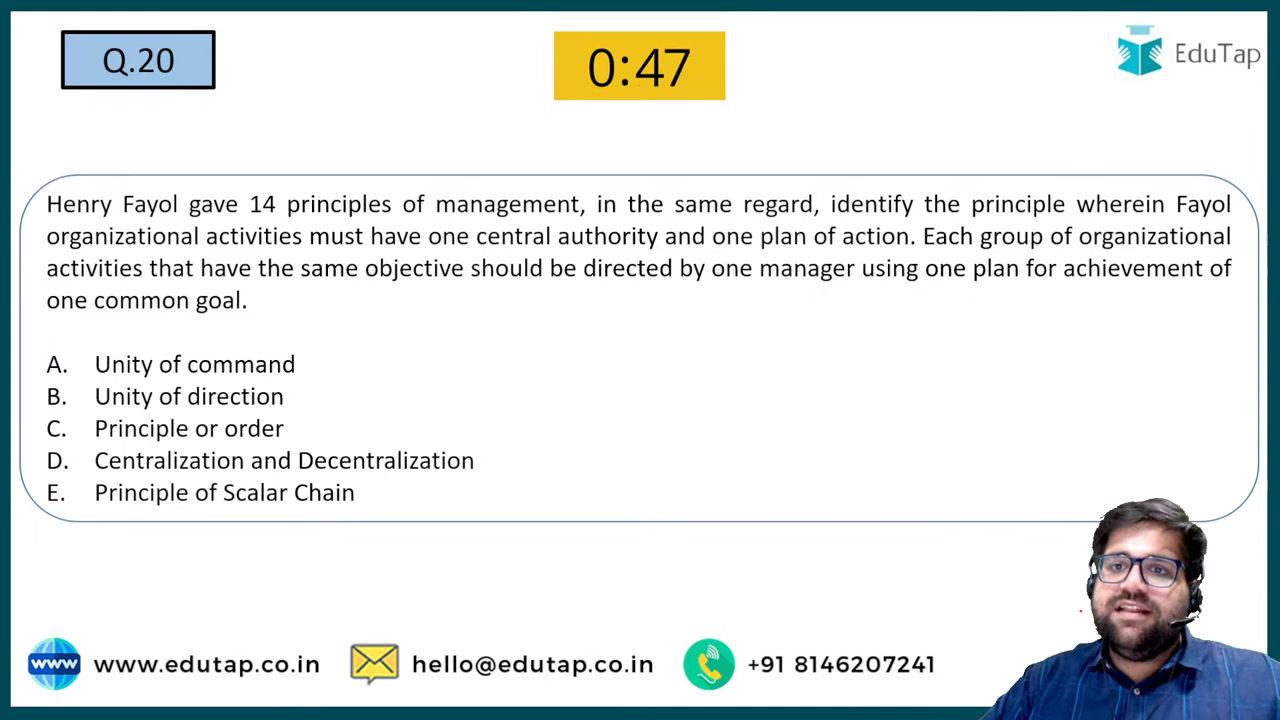 Q.20
0:47
EduTap
Henry Fayol gave 14 principles of management, in the same regard, identify the principle wherein Fayol
organizational activities must have one central authority and one plan of action. Each group of organizational
activities that have the same objective should be directed by one manager using one plan for achievement of
one common goal.
A. Unity of command
B. Unity of direction
C. Principle or order
D. Centralization and Decentralization
E. Principle of Scalar Chain
www www.edutap.co.in hello@edutap.co.in +91 8146207241